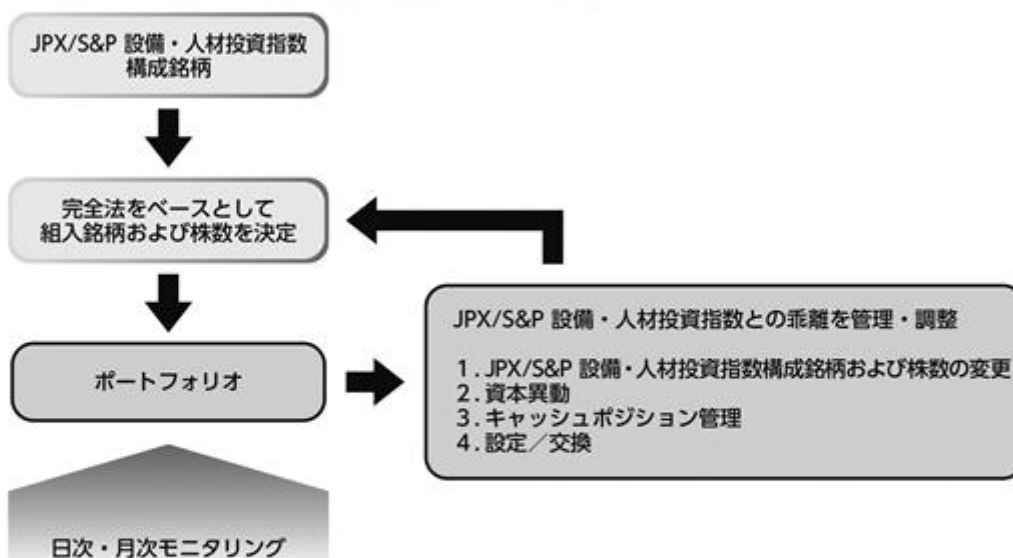 JPX/S&P 設備・人材投資指数
構成銘柄
完全法をベースとして
組入銘柄および株数を決定
ポートフォリオ
JPX/S&P 設備・人材投資指数との乖離を管理・調整
1．JPX/S&P 設備・人材投資指数構成銘柄および株数の変更
2．資本異動
3．キャッシュポジション管理
4．設定／交換
日次・月次モニタリング